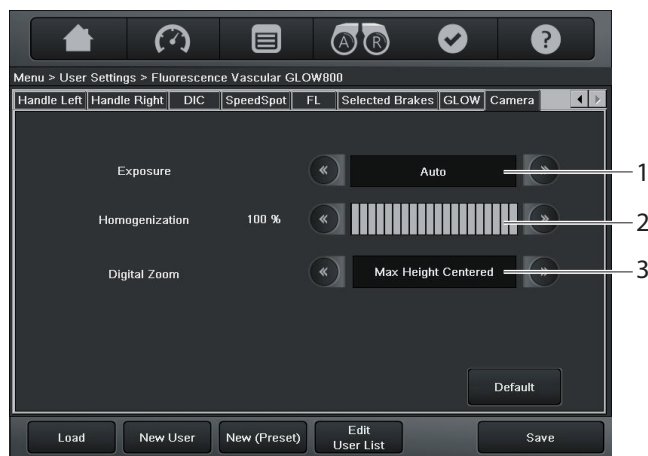 A R ?
Menu > User Settings > Fluorescence Vascular GLOW800
Handle Left Handle Right DIC SpeedSpot FL Selected Brakes GLOW Camera
Exposure Auto 1
Homogenization 100 % 2
Digital Zoom Max Height Centered 3
Default
Load New User New (Preset) Edit User List Save